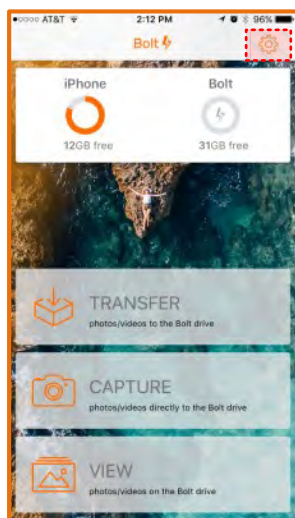 AT&T 2:12 PM 96%
Bolt
iPhone Bolt
12GB free 31GB free
TRANSFER
photos/videos to the Bolt drive
CAPTURE
photos/videos directly to the Bolt drive
VIEW
photos/videos on the Bolt drive